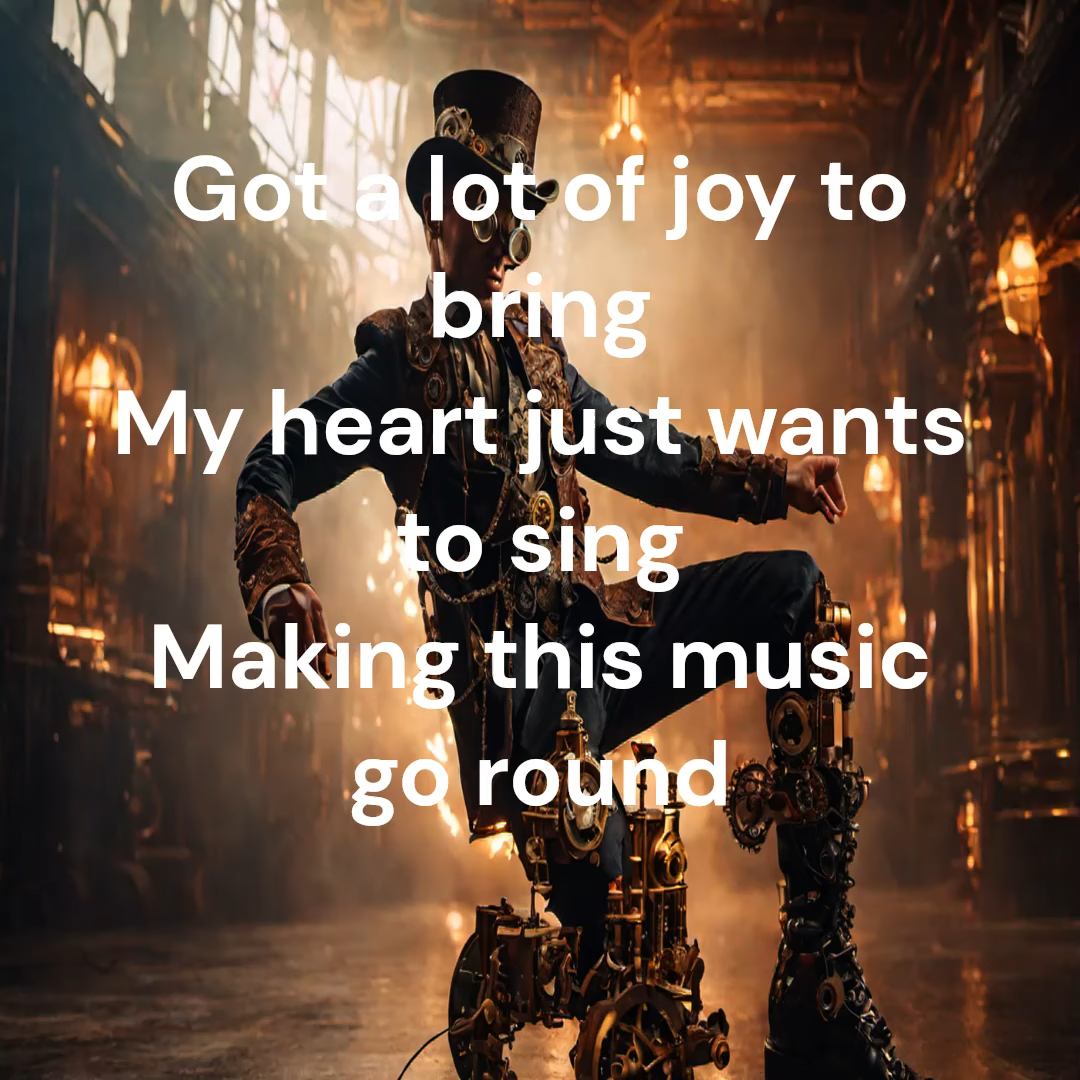 Got a lot of joy to
bring
My heart just wants
to sing
Making this music
go round